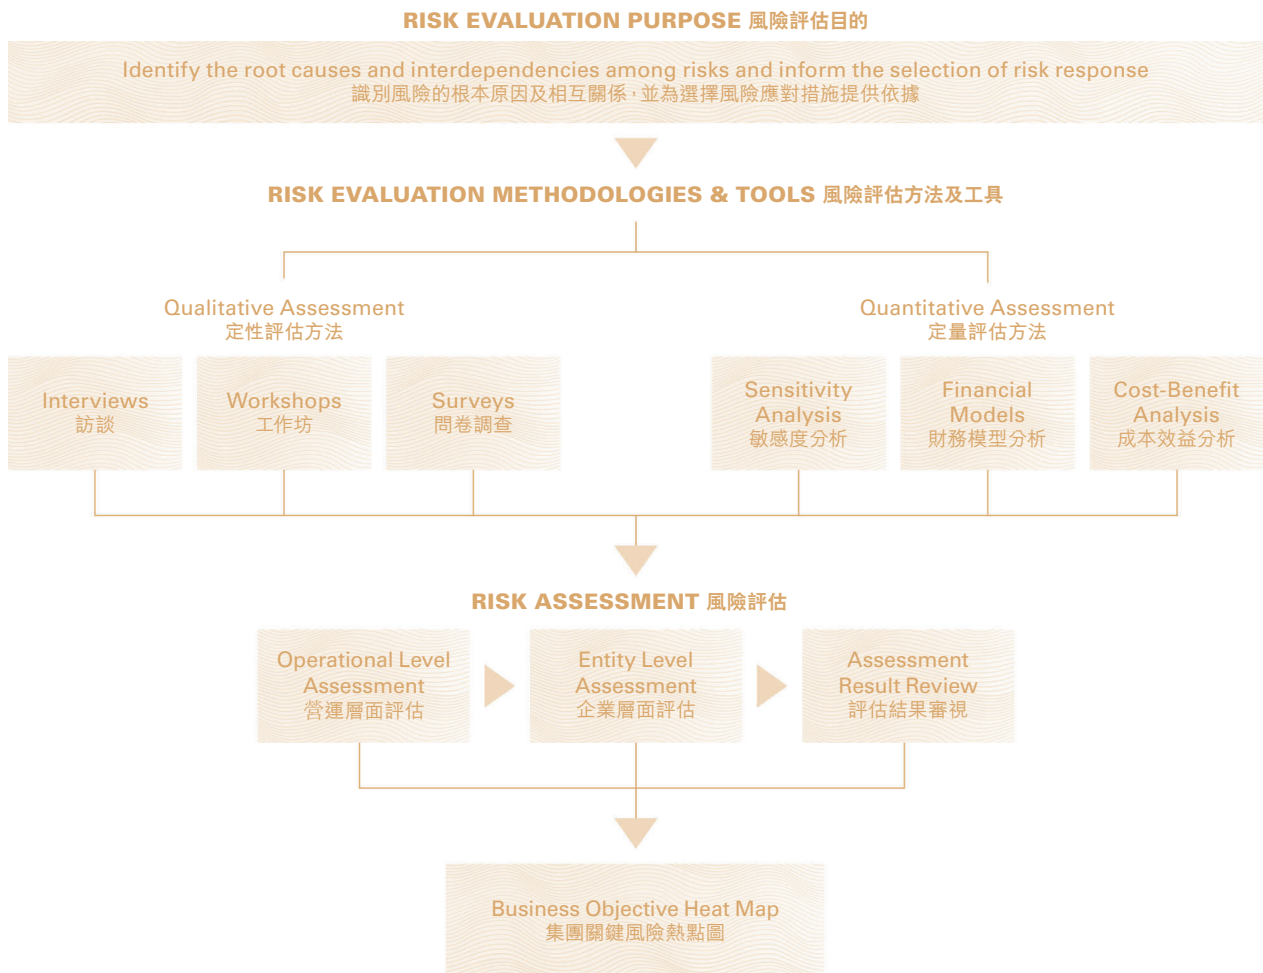 RISK EVALUATION PURPOSE 風險評估目的
Identify the root causes and interdependencies among risks and inform the selection of risk response
識別風險的根本原因及相互關係，並為選擇風險應對措施提供依據
RISK EVALUATION METHODOLOGIES & TOOLS 風險評估方法及工具
Qualitative Assessment
定性評估方法
Quantitative Assessment
定量評估方法
Interviews
訪談
Workshops
工作坊
Surveys
問卷調查
Sensitivity
Analysis
敏感度分析
Financial
Models
財務模型分析
Cost-Benefit
Analysis
成本效益分析
RISK ASSESSMENT 風險評估
Operational Level
Assessment
營運層面評估
Entity Level
Assessment
企業層面評估
Assessment
Result Review
評估結果審視
Business Objective Heat Map
集團關鍵風險熱點圖